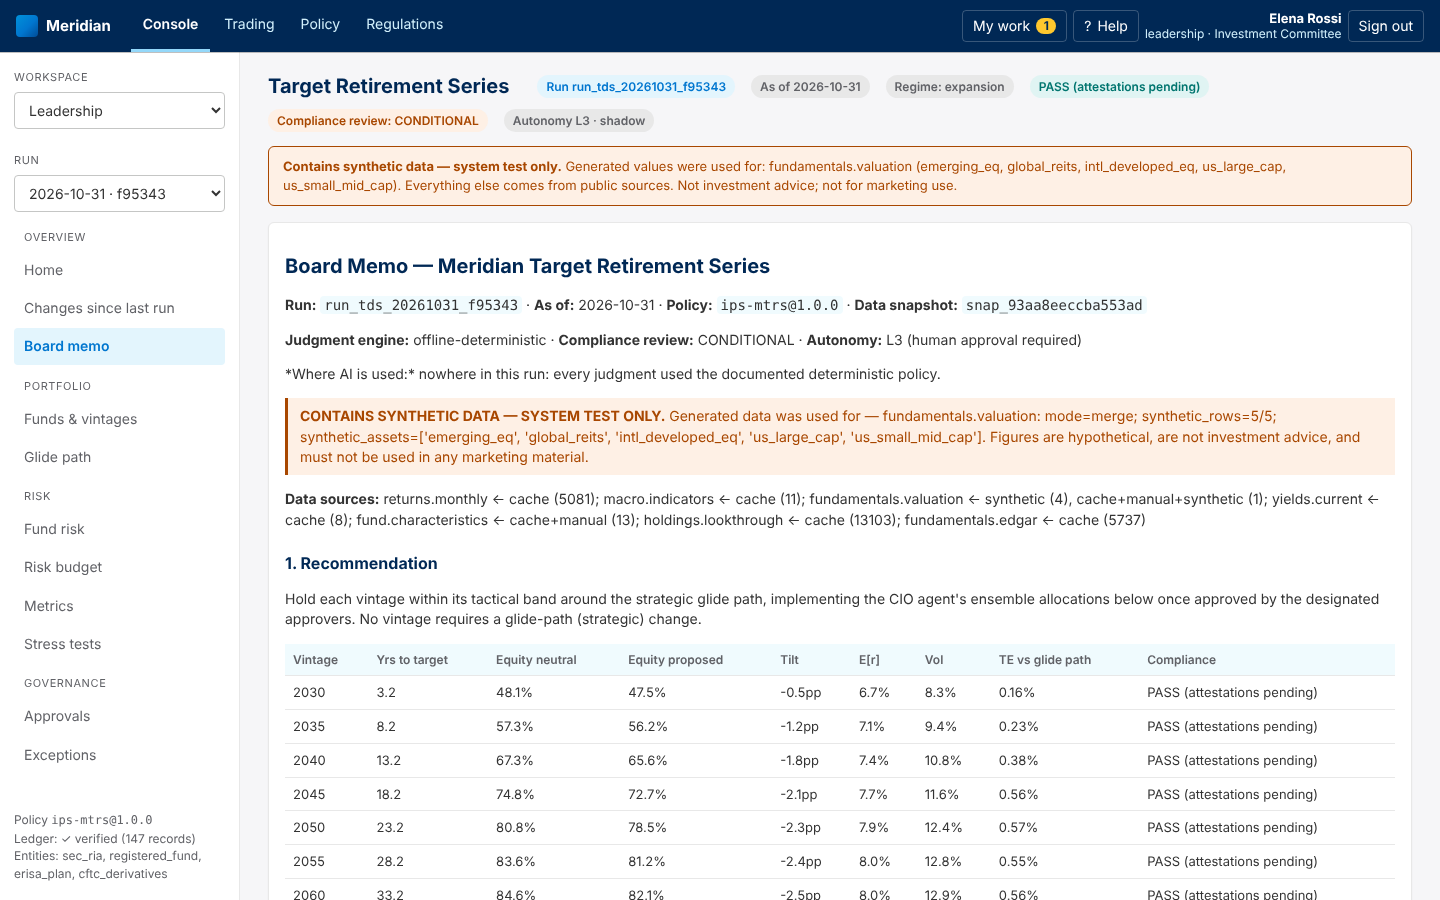 Meridian
Console
Trading
Policy
Regulations
My work 1
? Help
Elena Rossi
leadership · Investment Committee
Sign out
WORKSPACE
Leadership
RUN
2026-10-31 · f95343
OVERVIEW
Home
Changes since last run
Board memo
PORTFOLIO
Funds & vintages
Glide path
RISK
Fund risk
Risk budget
Metrics
Stress tests
GOVERNANCE
Approvals
Exceptions
Policy ips-mtrs@1.0.0
Ledger: ✓ verified (147 records)
Entities: sec_ria, registered_fund,
erisa_plan, cftc_derivatives
Target Retirement Series Run run_tds_20261031_f95343 As of 2026-10-31 Regime: expansion PASS (attestations pending)
Compliance review: CONDITIONAL Autonomy L3 · shadow
Contains synthetic data — system test only. Generated values were used for: fundamentals.valuation (emerging_eq, global_reits, intl_developed_eq, us_large_cap,
us_small_mid_cap). Everything else comes from public sources. Not investment advice; not for marketing use.
Board Memo — Meridian Target Retirement Series
Run: run_tds_20261031_f95343 · As of: 2026-10-31 · Policy: ips-mtrs@1.0.0 · Data snapshot: snap_93aa8eeccba553ad
Judgment engine: offline-deterministic · Compliance review: CONDITIONAL · Autonomy: L3 (human approval required)
*Where AI is used:* nowhere in this run: every judgment used the documented deterministic policy.
CONTAINS SYNTHETIC DATA — SYSTEM TEST ONLY. Generated data was used for — fundamentals.valuation: mode=merge; synthetic_rows=5/5;
synthetic_assets=['emerging_eq', 'global_reits', 'intl_developed_eq', 'us_large_cap', 'us_small_mid_cap']. Figures are hypothetical, are not investment advice, and
must not be used in any marketing material.
Data sources: returns.monthly ← cache (5081); macro.indicators ← cache (11); fundamentals.valuation ← synthetic (4), cache+manual+synthetic (1); yields.current ←
cache (8); fund.characteristics ← cache+manual (13); holdings.lookthrough ← cache (13103); fundamentals.edgar ← cache (5737)
1. Recommendation
Hold each vintage within its tactical band around the strategic glide path, implementing the CIO agent's ensemble allocations below once approved by the designated
approvers. No vintage requires a glide-path (strategic) change.
Vintage Yrs to target Equity neutral Equity proposed Tilt E[r] Vol TE vs glide path Compliance
2030 3.2 48.1% 47.5% -0.5pp 6.7% 8.3% 0.16% PASS (attestations pending)
2035 8.2 57.3% 56.2% -1.2pp 7.1% 9.4% 0.23% PASS (attestations pending)
2040 13.2 67.3% 65.6% -1.8pp 7.4% 10.8% 0.38% PASS (attestations pending)
2045 18.2 74.8% 72.7% -2.1pp 7.7% 11.6% 0.56% PASS (attestations pending)
2050 23.2 80.8% 78.5% -2.3pp 7.9% 12.4% 0.57% PASS (attestations pending)
2055 28.2 83.6% 81.2% -2.4pp 8.0% 12.8% 0.55% PASS (attestations pending)
2060 33.2 84.6% 82.1% -2.5pp 8.0% 12.9% 0.56% PASS (attestations pending)